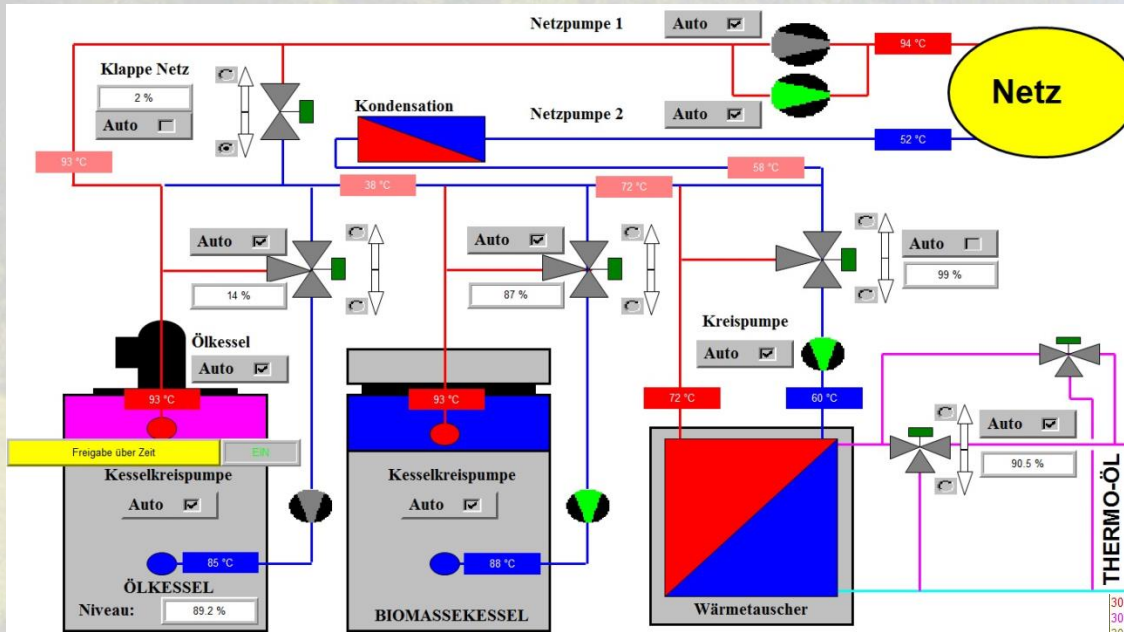 Netzpumpe 1
Auto
94 °C
Netz
Klappe Netz
2 %
Auto
Kondensation
Netzpumpe 2
Auto
52 °C
93 °C
58 °C
38 °C
72 °C
Auto
14 %
Auto
87 %
Auto
99 %
Kreispumpe
Auto
Ölkessel
Auto
93 °C
93 °C
72 °C
60 °C
Auto
90.5 %
Freigabe über Zeit
EIN
Kesselkreispumpe
Auto
Kesselkreispumpe
Auto
THERMO-ÖL
85 °C
88 °C
ÖLKESSEL
Niveau:
89.2 %
BIOMASSEKESSEL
Wärmetauscher
30
30